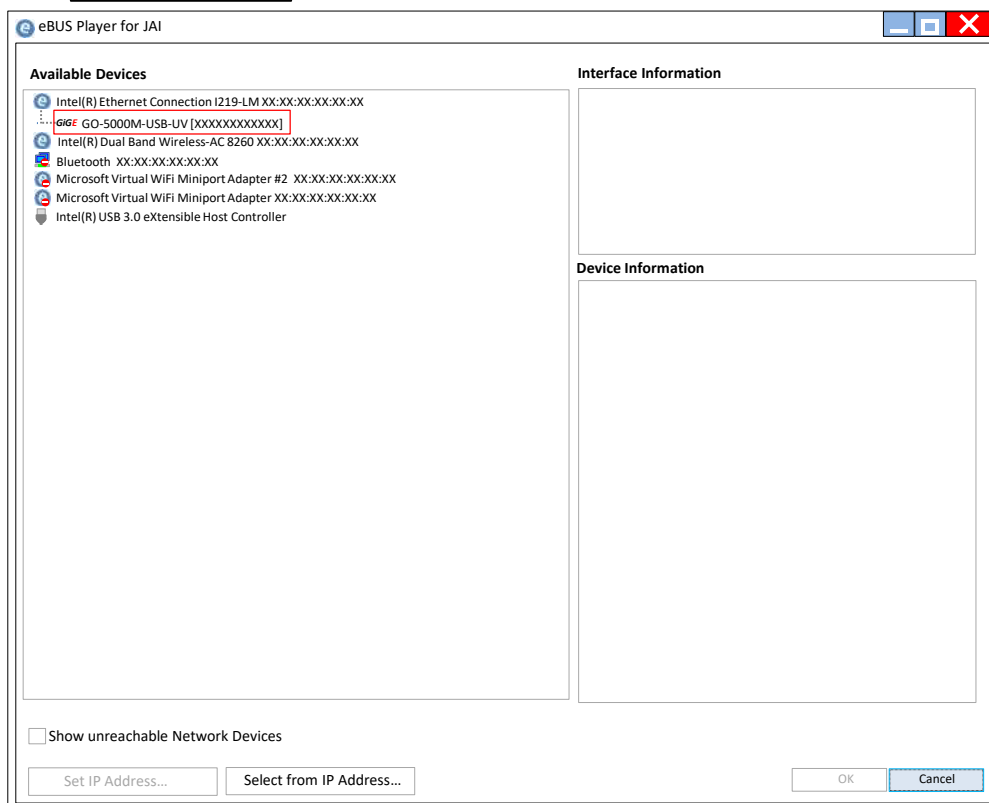 eBUS Player for JAI
Available Devices
Intel(R) Ethernet Connection I219-LM XX:XX:XX:XX:XX:XX
GiGE GO-5000M-USB-UV [XXXXXXXXXXXX]
Intel(R) Dual Band Wireless-AC 8260 XX:XX:XX:XX:XX:XX
Bluetooth XX:XX:XX:XX:XX:XX
Microsoft Virtual WiFi Miniport Adapter #2 XX:XX:XX:XX:XX:XX
Microsoft Virtual WiFi Miniport Adapter XX:XX:XX:XX:XX:XX
Intel(R) USB 3.0 eXtensible Host Controller
Interface Information
Device Information
Show unreachable Network Devices
Set IP Address...
Select from IP Address...
OK
Cancel